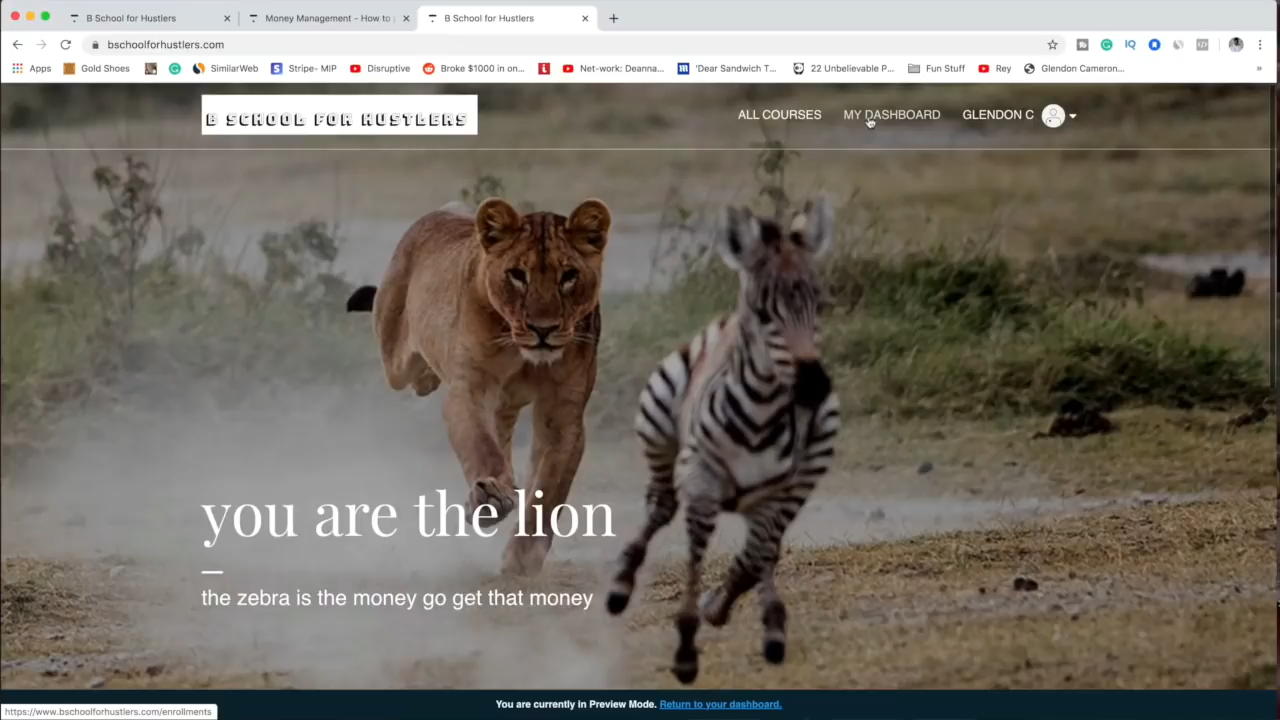 B School for Hustlers
Money Management - How to
B School for Hustlers
bschoolforhustlers.com
Apps
Gold Shoes
SimilarWeb
Stripe- MIP
Disruptive
Broke $1000 in on...
Net-work: Deanna...
'Dear Sandwich T...
22 Unbelievable P...
Fun Stuff
Rey
Glendon Cameron...
B SCHOOL FOR HUSTLERS
ALL COURSES
MY DASHBOARD
GLENDON C
you are the lion
the zebra is the money go get that money
You are currently in Preview Mode. Return to your dashboard.
https://www.bschoolforhustlers.com/enrollments